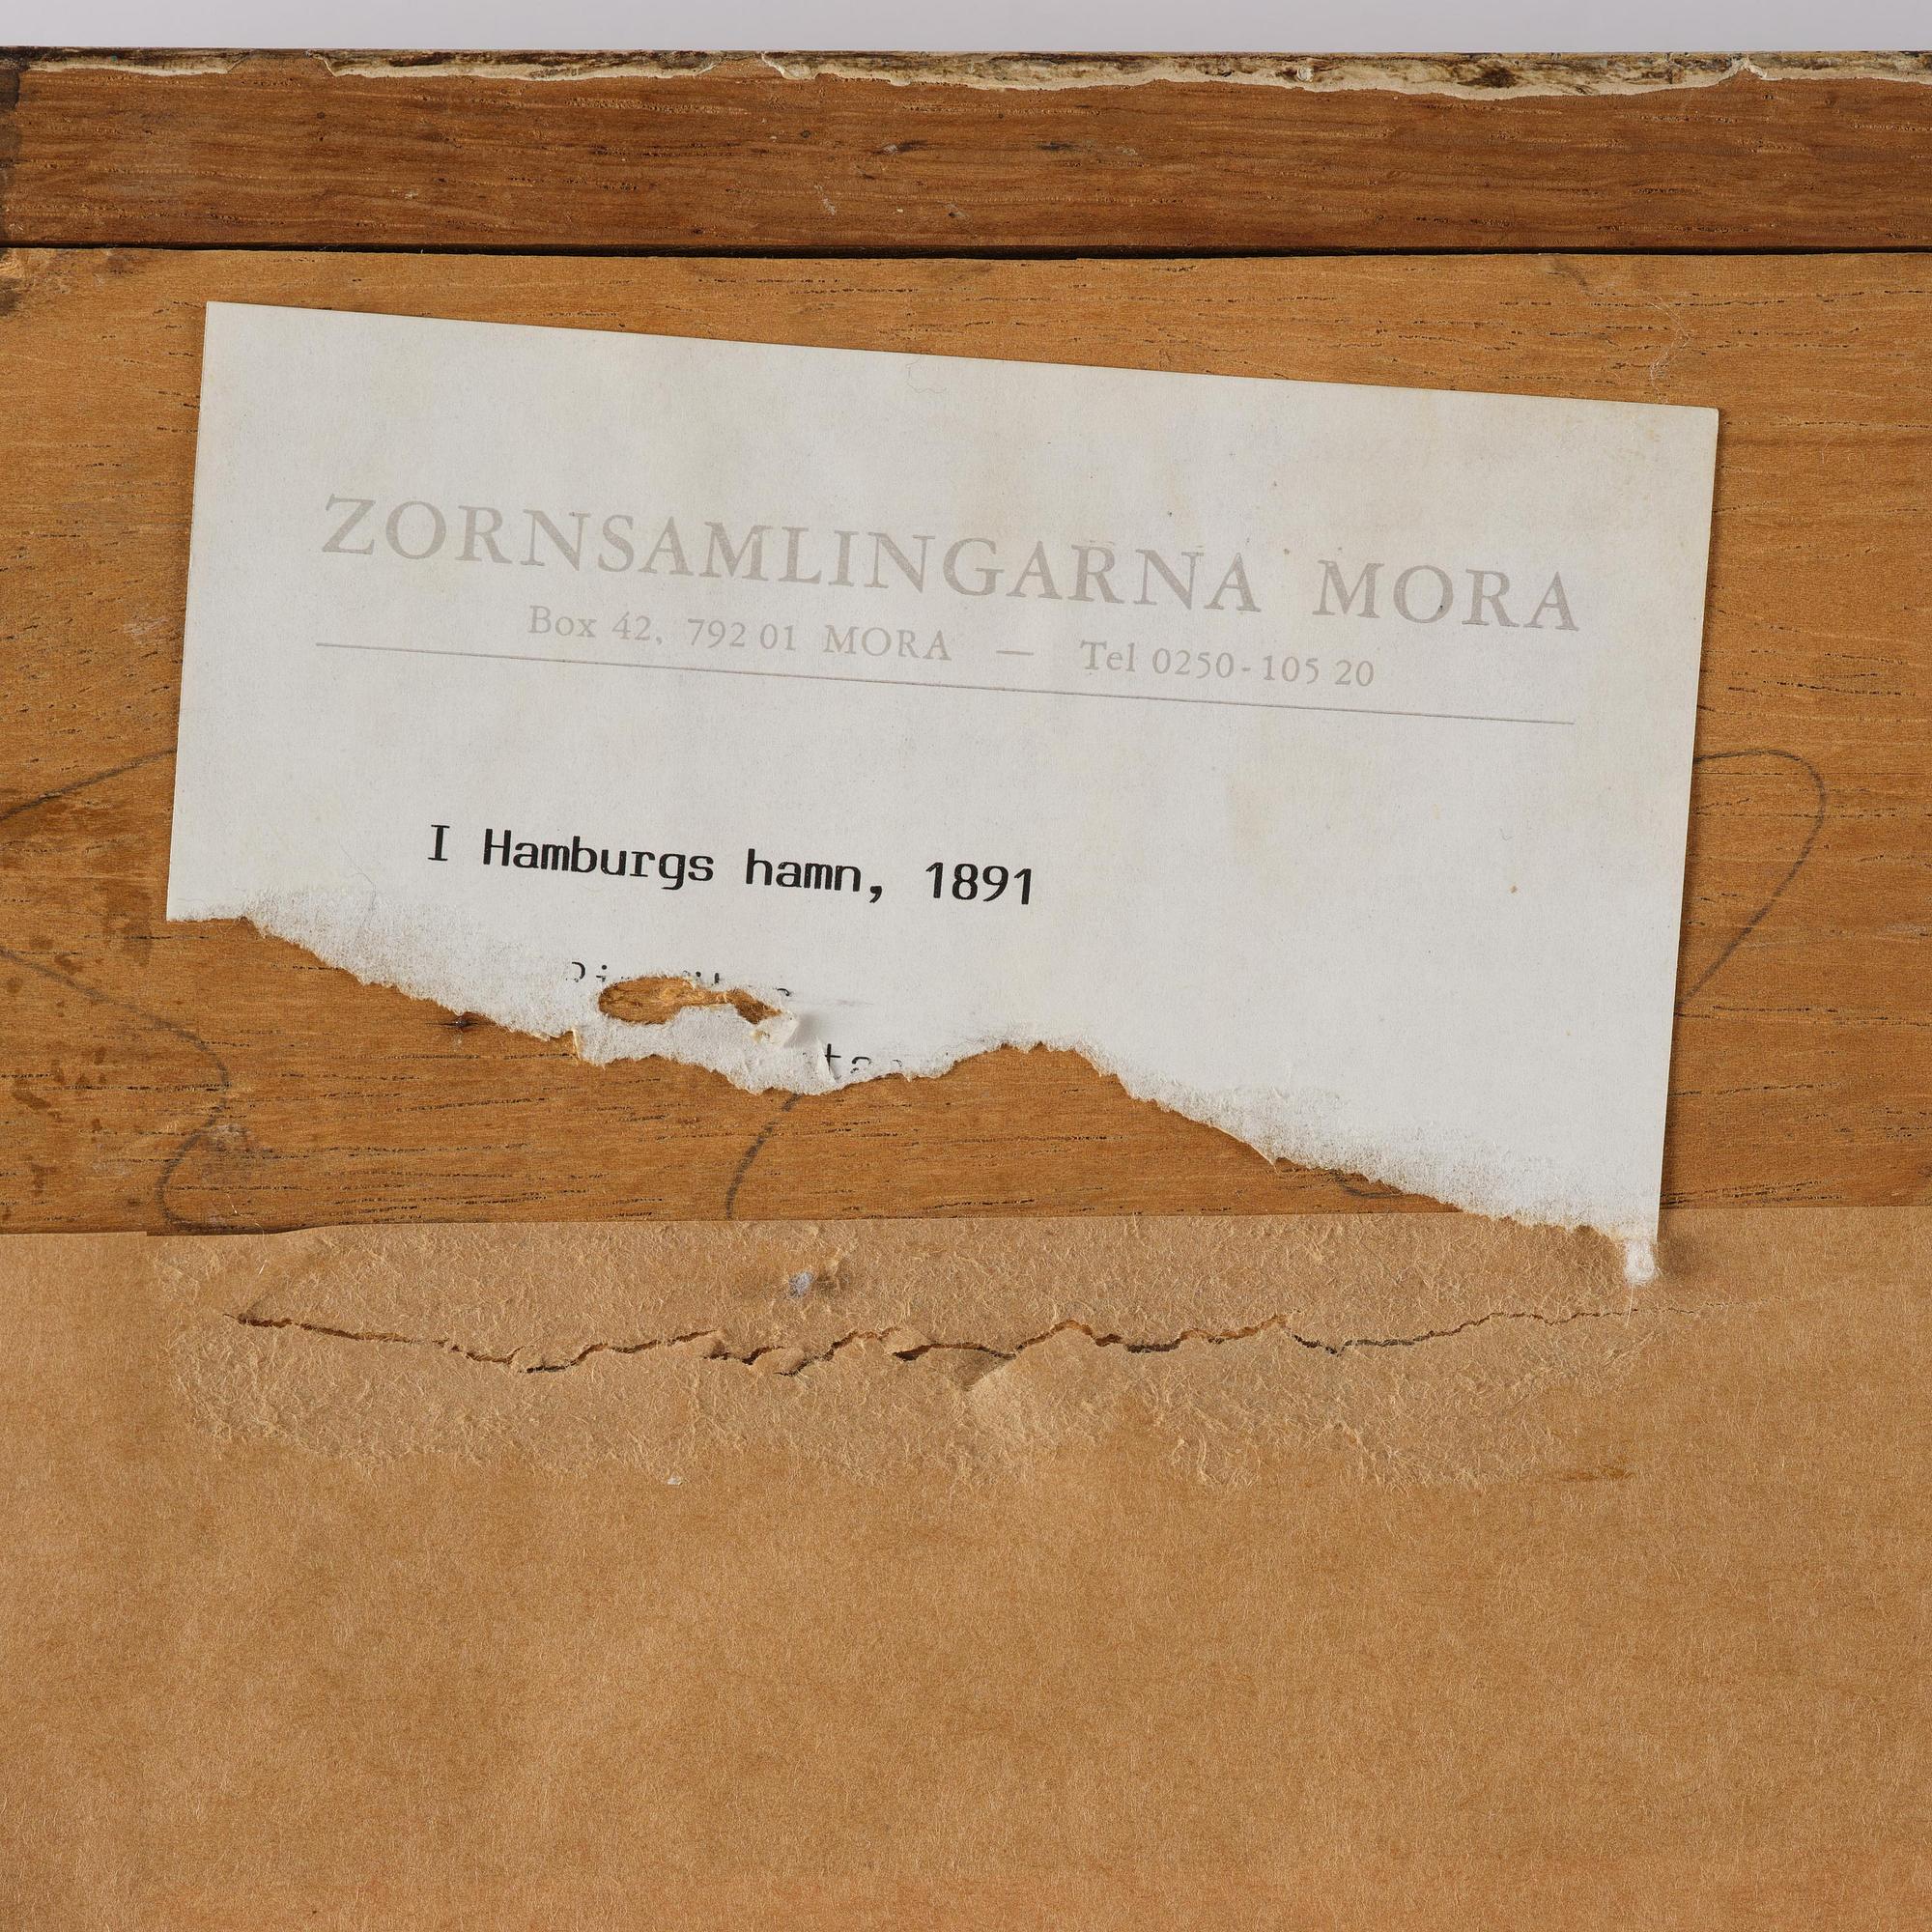 ZORNSAMLINGARNA MORA
Box 42, 792 01 MORA — Tel 0250-105 20
I Hamburgs hamn, 1891